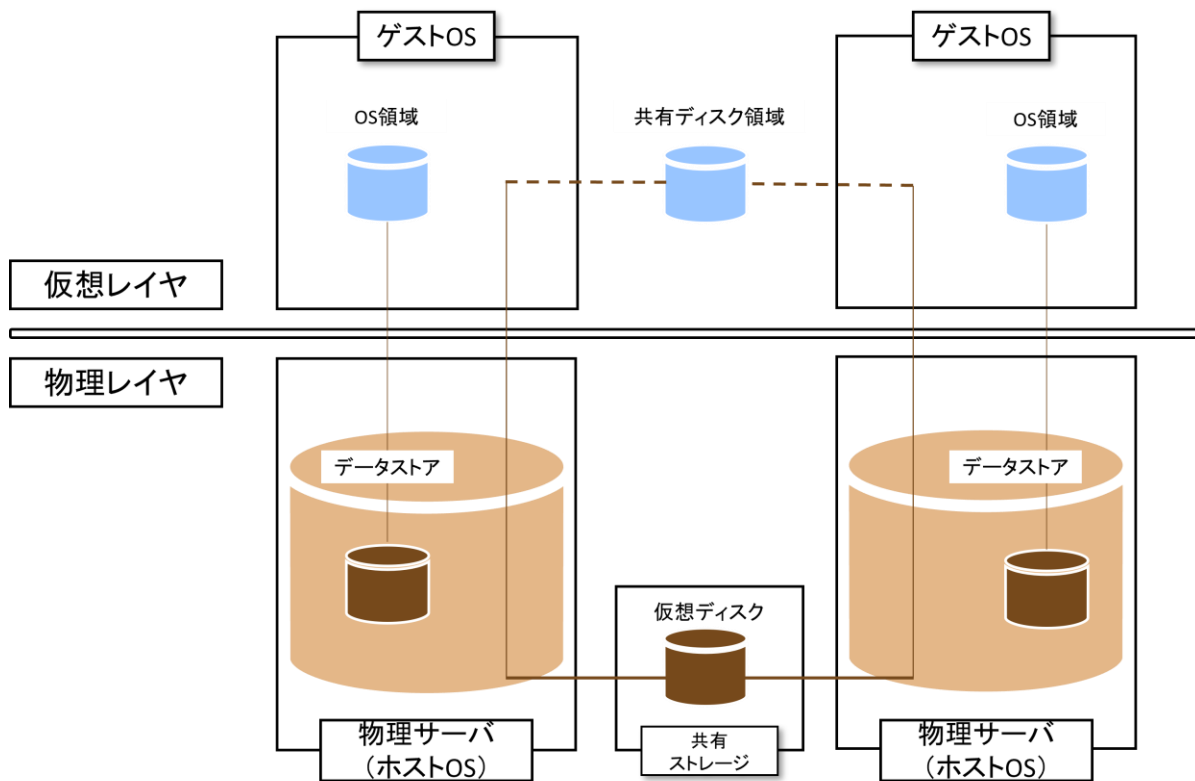 ゲストOS
ゲストOS
OS領域
共有ディスク領域
OS領域
仮想レイヤ
物理レイヤ
データストア
データストア
仮想ディスク
物理サーバ
（ホストOS）
共有
ストレージ
物理サーバ
（ホストOS）